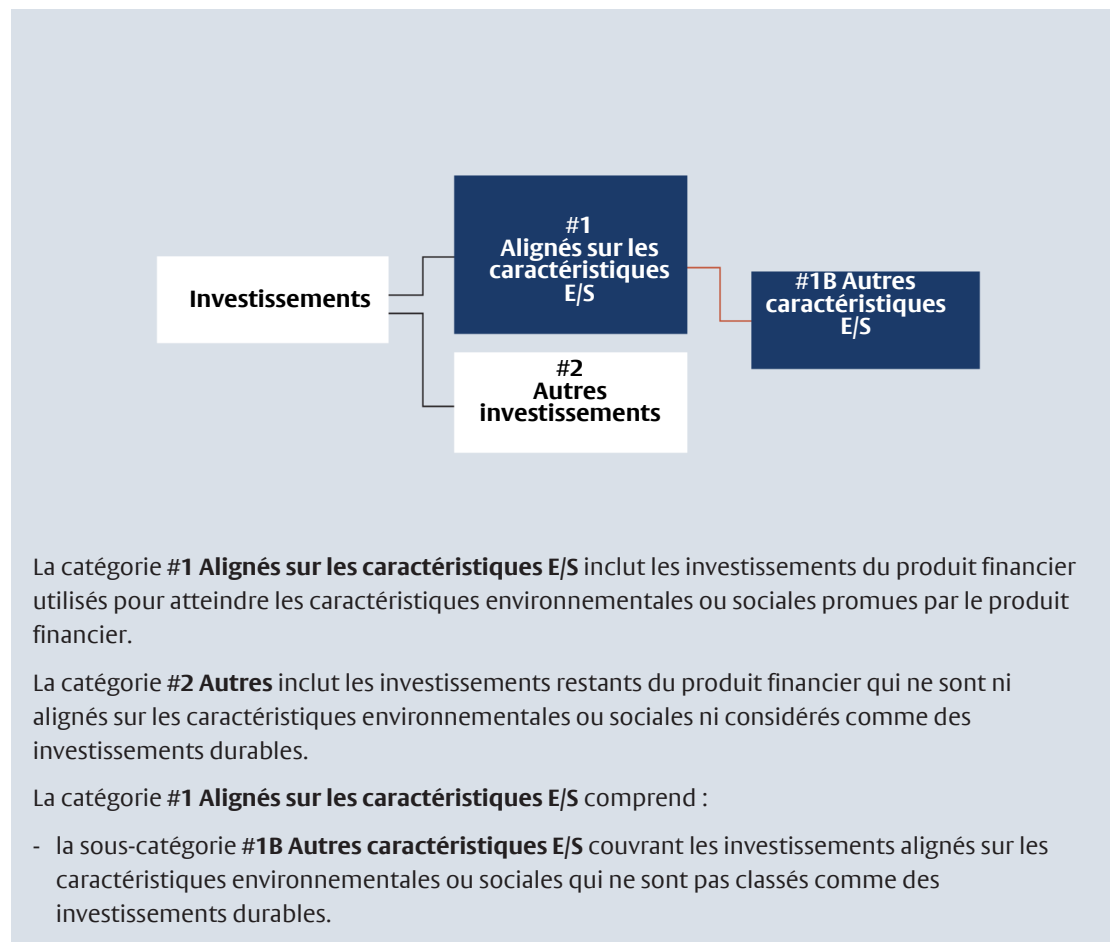 #1
Alignés sur les
caractéristiques
E/S
Investissements
#1B Autres
caractéristiques
E/S
#2
Autres
investissements
La catégorie #1 Alignés sur les caractéristiques E/S inclut les investissements du produit financier
utilisés pour atteindre les caractéristiques environnementales ou sociales promues par le produit
financier.
La catégorie #2 Autres inclut les investissements restants du produit financier qui ne sont ni
alignés sur les caractéristiques environnementales ou sociales ni considérés comme des
investissements durables.
La catégorie #1 Alignés sur les caractéristiques E/S comprend :
- la sous-catégorie #1B Autres caractéristiques E/S couvrant les investissements alignés sur les
caractéristiques environnementales ou sociales qui ne sont pas classés comme des
investissements durables.